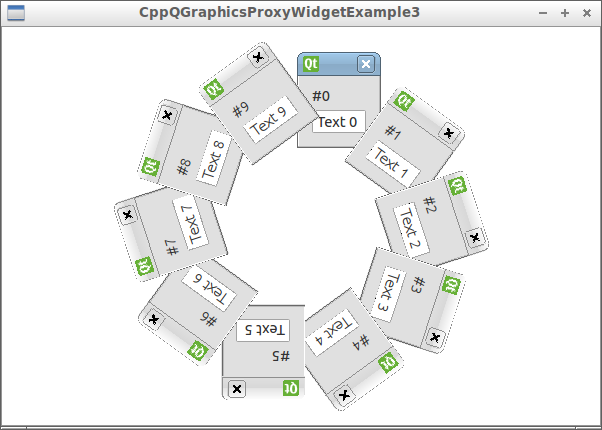 CppQGraphicsProxyWidgetExample3
Qt
#0
Text 0
Qt
#1
Text 1
Qt
#2
Text 2
Qt
#3
Text 3
Qt
#4
Text 4
Qt
#5
Text 5
Qt
#6
Text 6
Qt
#7
Text 7
Qt
#8
Text 8
Qt
#9
Text 9